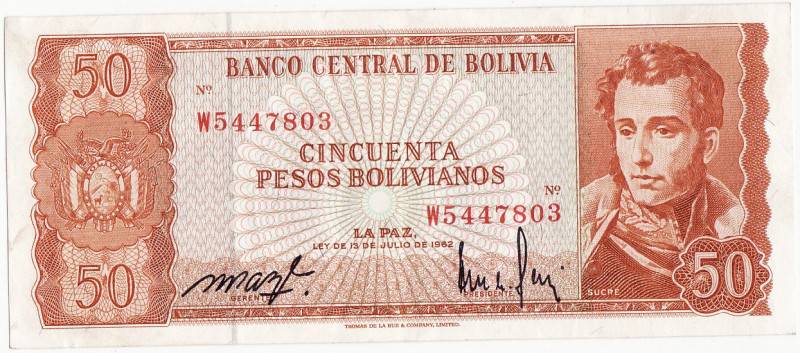 50
BANCO CENTRAL DE BOLIVIA
Nº
W5447803
CINCUENTA
PESOS BOLIVIANOS
Nº
W5447803
LA PAZ,
LEY DE 13 DE JULIO DE 1962
GERENTE
PRESIDENTE
SUCRE
50
50
THOMAS DE LA RUE & COMPANY, LIMITED.